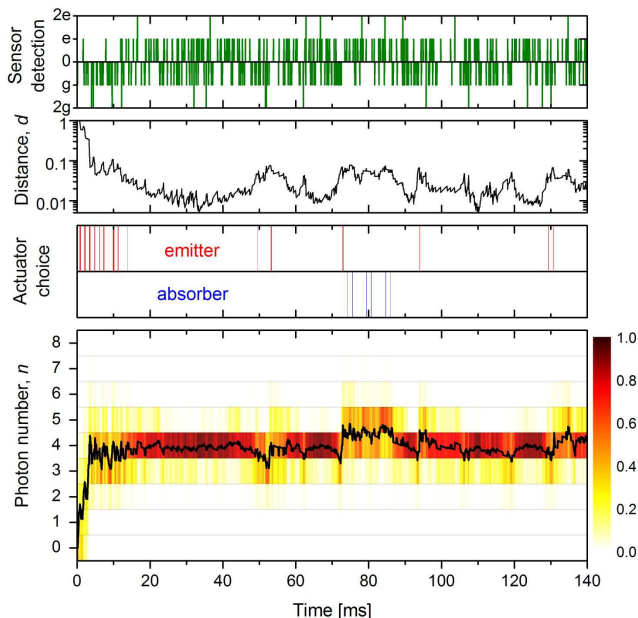 2e
e
0
g
2g
Sensor
detection
1
0.10
0.01
Distance, d
emitter
absorber
Actuator
choice
8
7
6
5
4
3
2
1
0
Photon number, n
1.0
0.8
0.6
0.4
0.2
0.0
0 20 40 60 80 100 120 140
Time [ms]